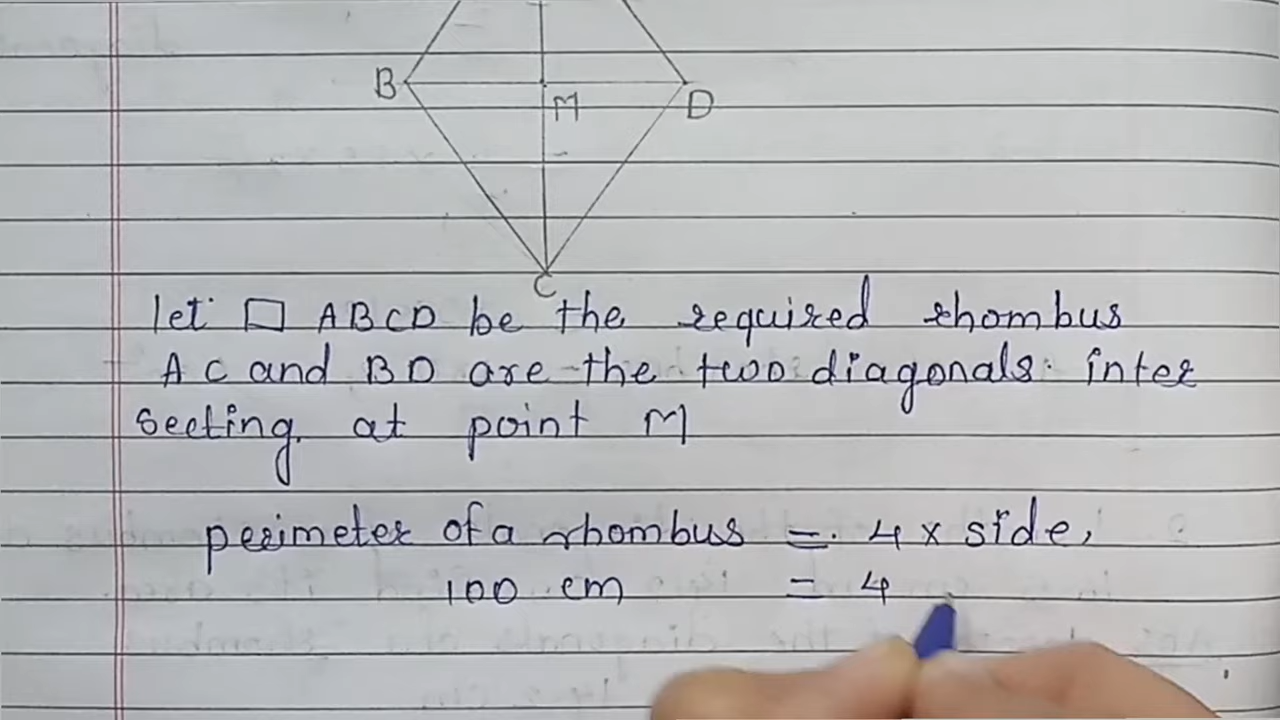 B
M
D
C
let □ ABCD be the required rhombus
AC and BD are the two diagonals. inter
secting. at point M
perimeter of a rhombus = 4 x side,
100 cm = 4